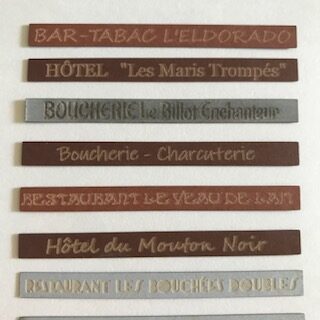 BAR-TABAC L'ELDORADO
HÔTEL "Les Maris Trompés"
BOUCHERIE Le Billot Enchanteur
Boucherie - Charcuterie
RESTAURANT LE VEAU DE LAIT
Hôtel du Mouton Noir
RESTAURANT LES BOUCHÉES DOUBLES